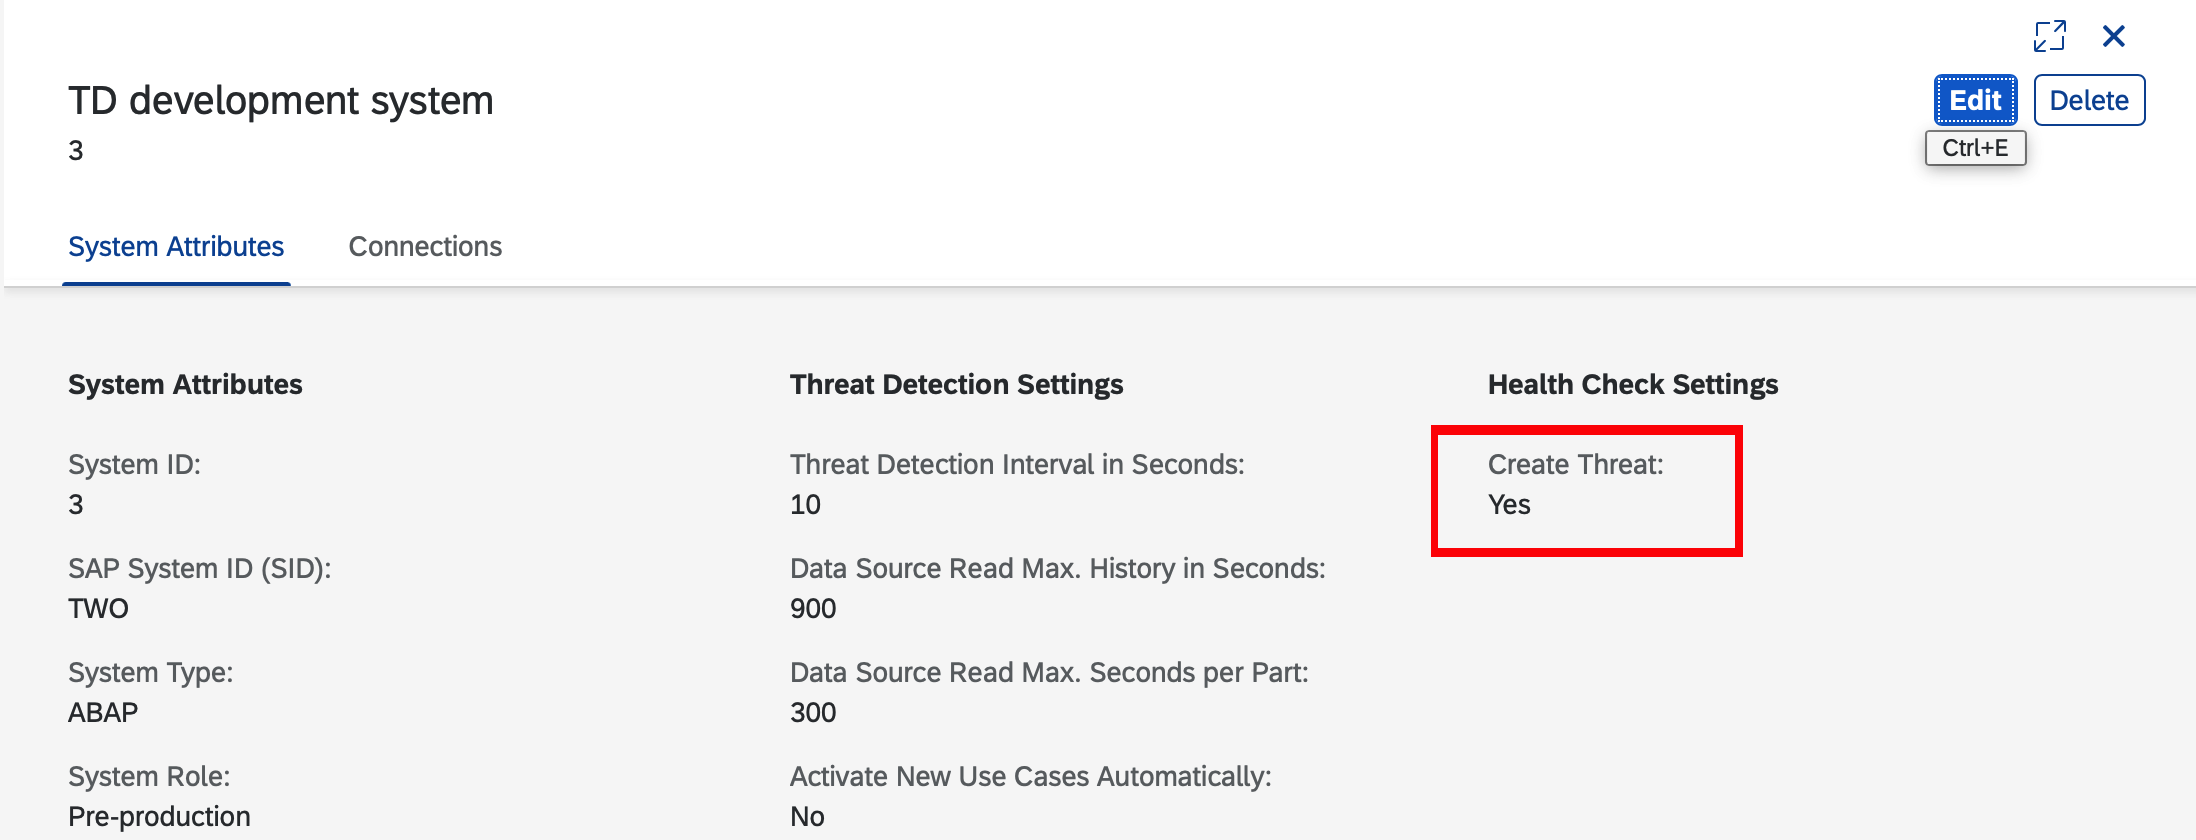 TD development system
3
Edit
Delete
Ctrl+E
System Attributes
Connections
System Attributes
System ID:
3
SAP System ID (SID):
TWO
System Type:
ABAP
System Role:
Pre-production
Threat Detection Settings
Threat Detection Interval in Seconds:
10
Data Source Read Max. History in Seconds:
900
Data Source Read Max. Seconds per Part:
300
Activate New Use Cases Automatically:
No
Health Check Settings
Create Threat:
Yes